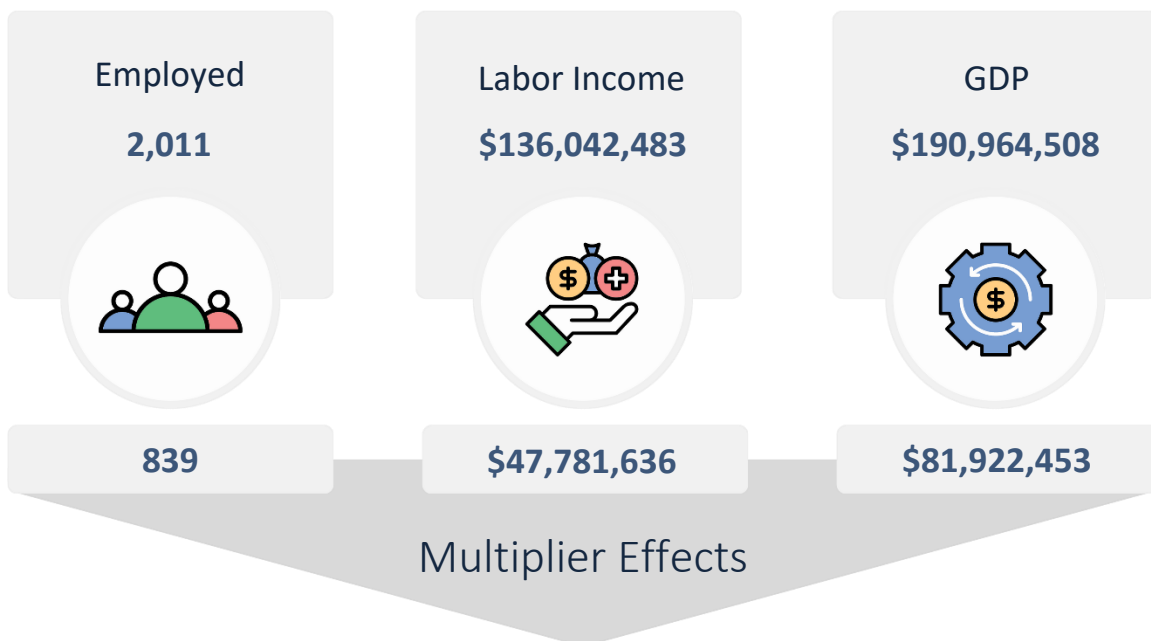 Employed
2,011
Labor Income
$136,042,483
GDP
$190,964,508
$
$
839
$47,781,636
$81,922,453
Multiplier Effects